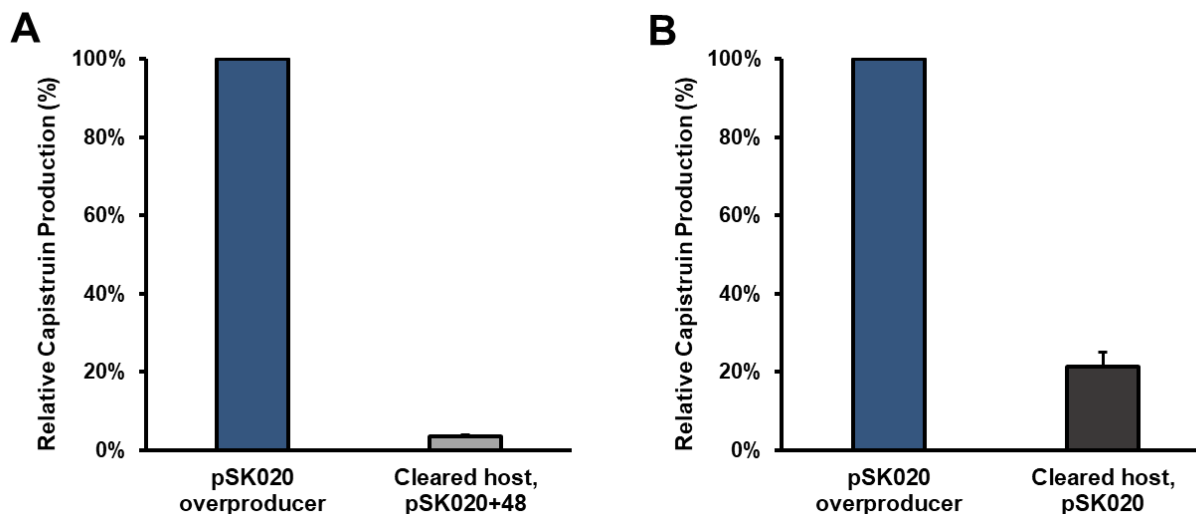 A
Relative Capistruin Production (%)
100%
80%
60%
40%
20%
0%
pSK020
overproducer
Cleared host,
pSK020+48
B
Relative Capistruin Production (%)
100%
80%
60%
40%
20%
0%
pSK020
overproducer
Cleared host,
pSK020